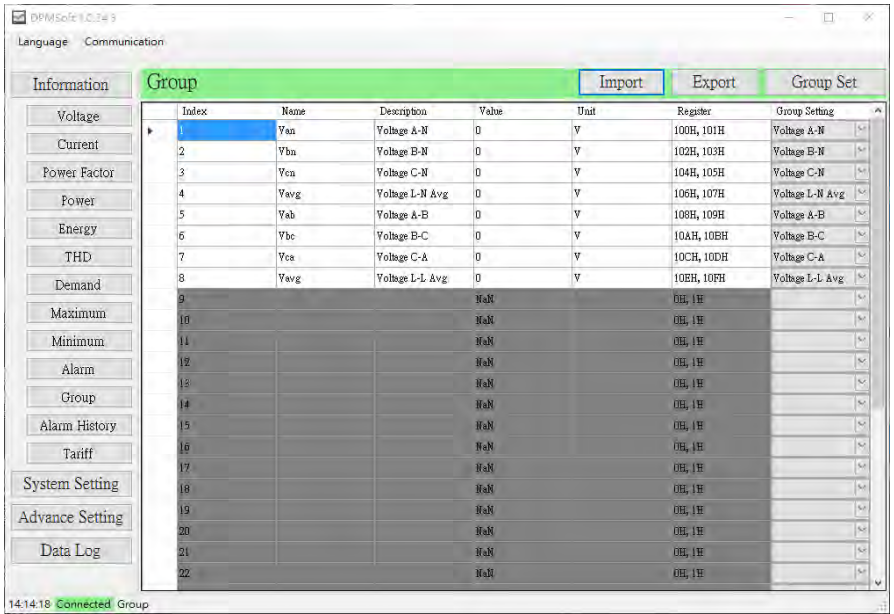 DPMSoft 1.0.24.3
Language Communication
Information
Voltage
Current
Power Factor
Power
Energy
THD
Demand
Maximum
Minimum
Alarm
Group
Alarm History
Tariff
System Setting
Advance Setting
Data Log
Group Import Export Group Set
Index Name Description Value Unit Register Group Setting
1 Van Voltage A-N 0 V 100H, 101H Voltage A-N
2 Vbn Voltage B-N 0 V 102H, 103H Voltage B-N
3 Vcn Voltage C-N 0 V 104H, 105H Voltage C-N
4 Vavg Voltage L-N Avg 0 V 106H, 107H Voltage L-N Avg
5 Vab Voltage A-B 0 V 108H, 109H Voltage A-B
6 Vbc Voltage B-C 0 V 10AH, 10BH Voltage B-C
7 Vca Voltage C-A 0 V 10CH, 10DH Voltage C-A
8 Vavg Voltage L-L Avg 0 V 10EH, 10FH Voltage L-L Avg
9 NaN 0H, 1H
10 NaN 0H, 1H
11 NaN 0H, 1H
12 NaN 0H, 1H
13 NaN 0H, 1H
14 NaN 0H, 1H
15 NaN 0H, 1H
16 NaN 0H, 1H
17 NaN 0H, 1H
18 NaN 0H, 1H
19 NaN 0H, 1H
20 NaN 0H, 1H
21 NaN 0H, 1H
22 NaN 0H, 1H
14:14:18 Connected Group